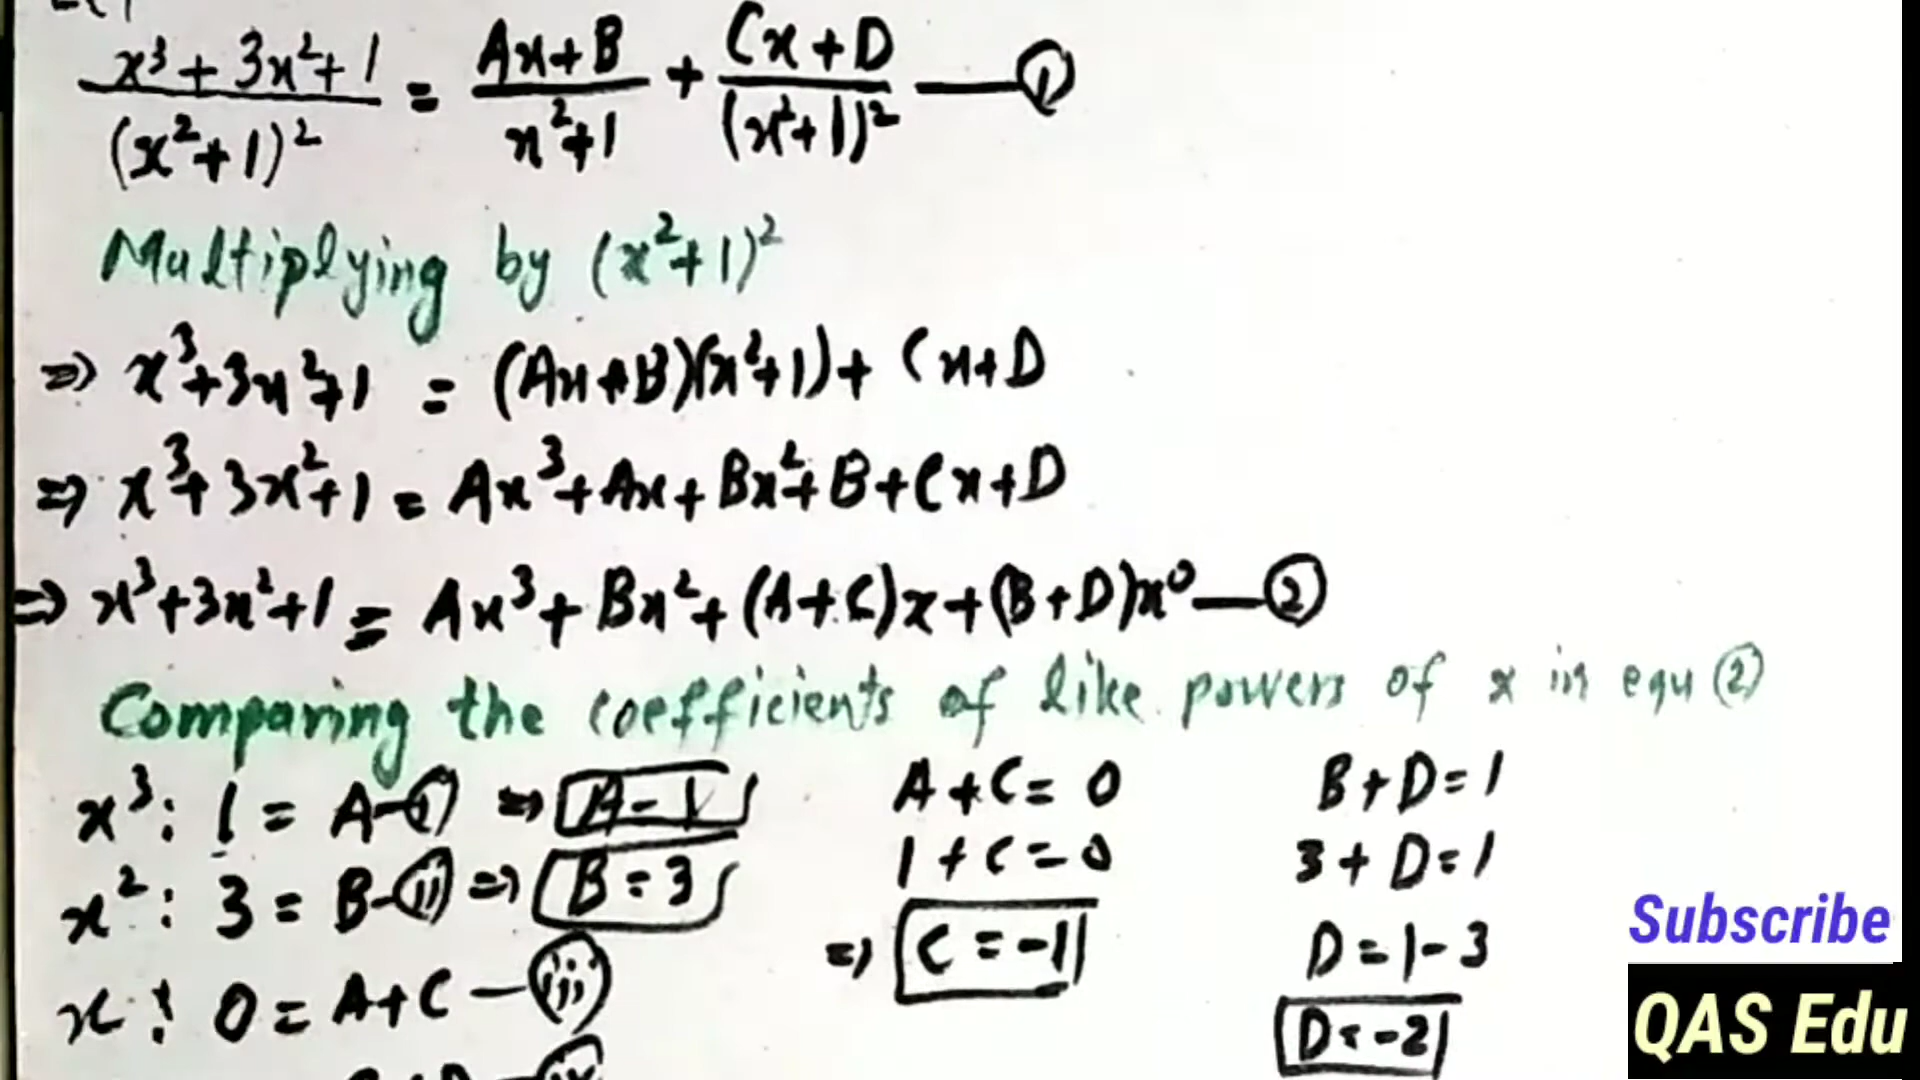 x³ + 3x² + 1 / (x² + 1)² = Ax + B / x² + 1 + Cx + D / (x² + 1)² — ①
Multiplying by (x² + 1)²
⇒ x³ + 3x² + 1 = (Ax + B)(x² + 1) + Cx + D
⇒ x³ + 3x² + 1 = Ax³ + Ax + Bx² + B + Cx + D
⇒ x³ + 3x² + 1 = Ax³ + Bx² + (A + C)x + (B + D)x⁰ — ②
Comparing the coefficients of like powers of x in equ ②
x³ : 1 = A — (i) ⇒ A = 1
x² : 3 = B — (ii) ⇒ B = 3
x : 0 = A + C — (iii)
A + C = 0
1 + C = 0
⇒ C = -1
B + D = 1
3 + D = 1
D = 1 - 3
D = -2
Subscribe
QAS Edu